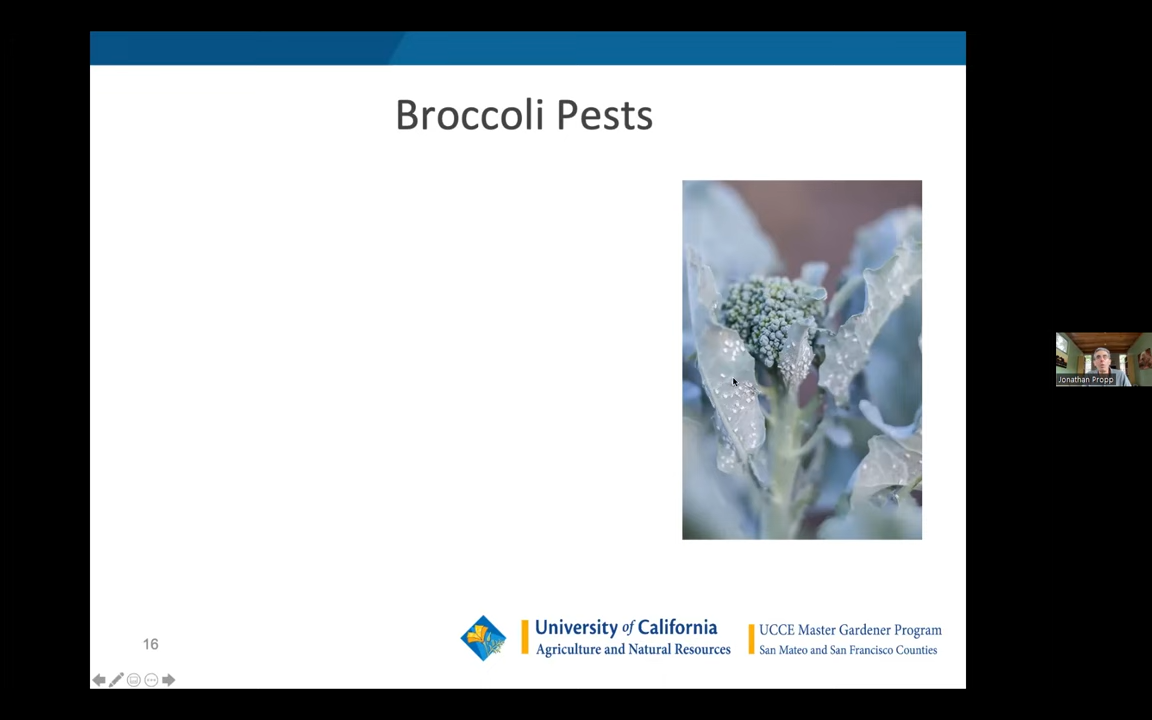 Broccoli Pests
Jonathan Propp
University of California
Agriculture and Natural Resources
UCCE Master Gardener Program
San Mateo and San Francisco Counties
16